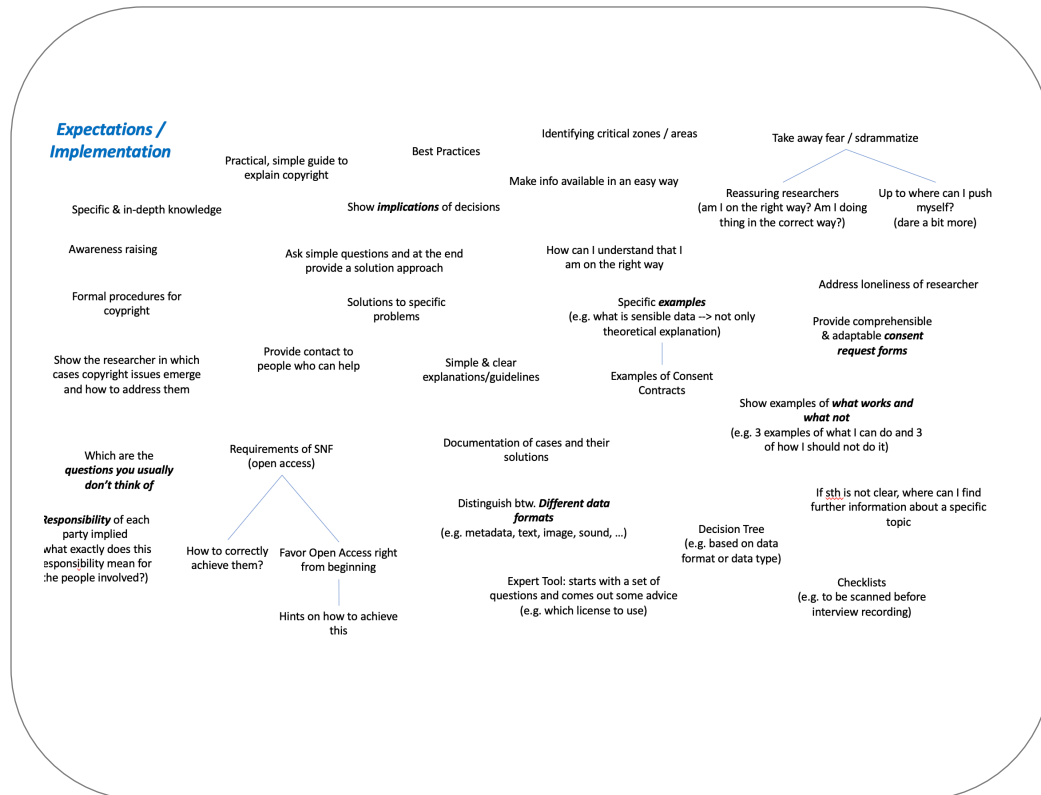 Expectations /
Implementation
Identifying critical zones / areas
Take away fear / sdrammatize
Best Practices
Practical, simple guide to
explain copyright
Make info available in an easy way
Reassuring researchers
(am I on the right way? Am I doing
thing in the correct way?)
Up to where can I push
myself?
(dare a bit more)
Specific & in-depth knowledge
Show implications of decisions
Awareness raising
Ask simple questions and at the end
provide a solution approach
How can I understand that I
am on the right way
Address loneliness of researcher
Formal procedures for
coypright
Solutions to specific
problems
Specific examples
(e.g. what is sensible data --> not only
theoretical explanation)
Provide comprehensible
& adaptable consent
request forms
Show the researcher in which
cases copyright issues emerge
and how to address them
Provide contact to
people who can help
Simple & clear
explanations/guidelines
Examples of Consent
Contracts
Show examples of what works and
what not
(e.g. 3 examples of what I can do and 3
of how I should not do it)
Which are the
questions you usually
don't think of
Requirements of SNF
(open access)
Documentation of cases and their
solutions
If sth is not clear, where can I find
further information about a specific
topic
Responsibility of each
party implied
what exactly does this
esponsibility mean for
the people involved?)
How to correctly
achieve them?
Favor Open Access right
from beginning
Hints on how to achieve
this
Distinguish btw. Different data
formats
(e.g. metadata, text, image, sound, …)
Decision Tree
(e.g. based on data
format or data type)
Expert Tool: starts with a set of
questions and comes out some advice
(e.g. which license to use)
Checklists
(e.g. to be scanned before
interview recording)